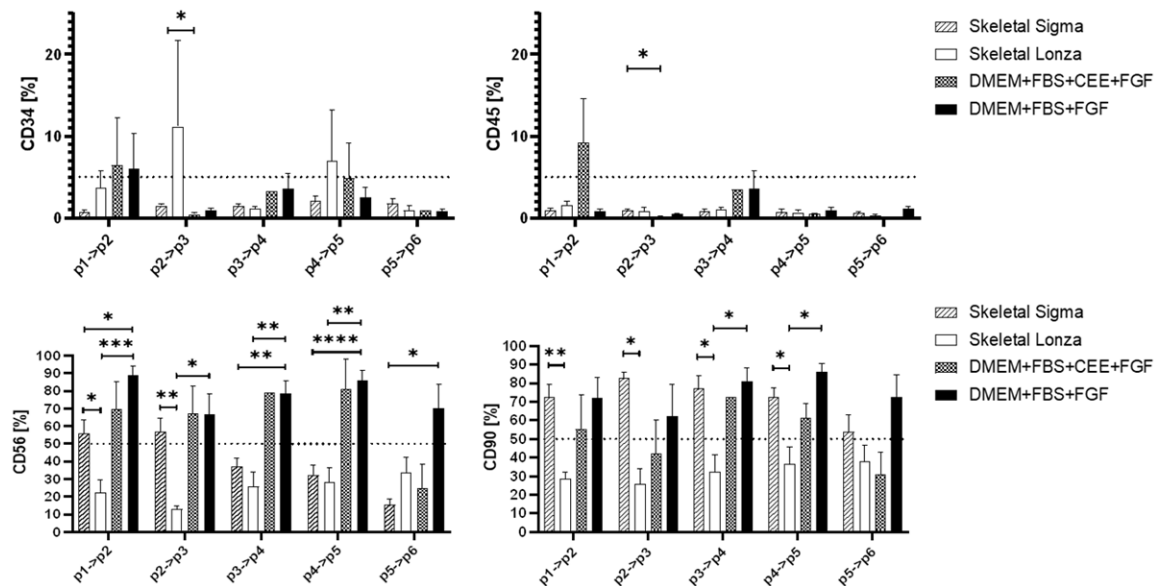 *
20
10
0
CD34 [%]
p1->p2
p2->p3
p3->p4
p4->p5
p5->p6
*
20
10
0
CD45 [%]
p1->p2
p2->p3
p3->p4
p4->p5
p5->p6
Skeletal Sigma
Skeletal Lonza
DMEM+FBS+CEE+FGF
DMEM+FBS+FGF
*
***
*
**
*
**
**
**
****
*
100
90
80
70
60
50
40
30
20
10
0
CD56 [%]
p1->p2
p2->p3
p3->p4
p4->p5
p5->p6
**
*
*
*
*
*
100
90
80
70
60
50
40
30
20
10
0
CD90 [%]
p1->p2
p2->p3
p3->p4
p4->p5
p5->p6
Skeletal Sigma
Skeletal Lonza
DMEM+FBS+CEE+FGF
DMEM+FBS+FGF